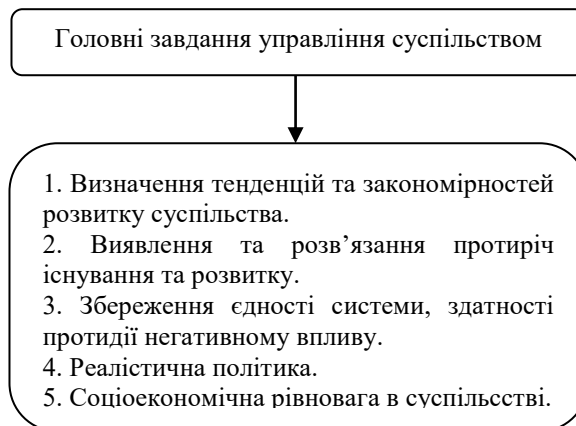 Головні завдання управління суспільством
1. Визначення тенденцій та закономірностей
розвитку суспільства.
2. Виявлення та розв’язання протиріч
існування та розвитку.
3. Збереження єдності системи, здатності
протидії негативному впливу.
4. Реалістична політика.
5. Соціоекономічна рівновага в суспільсстві.